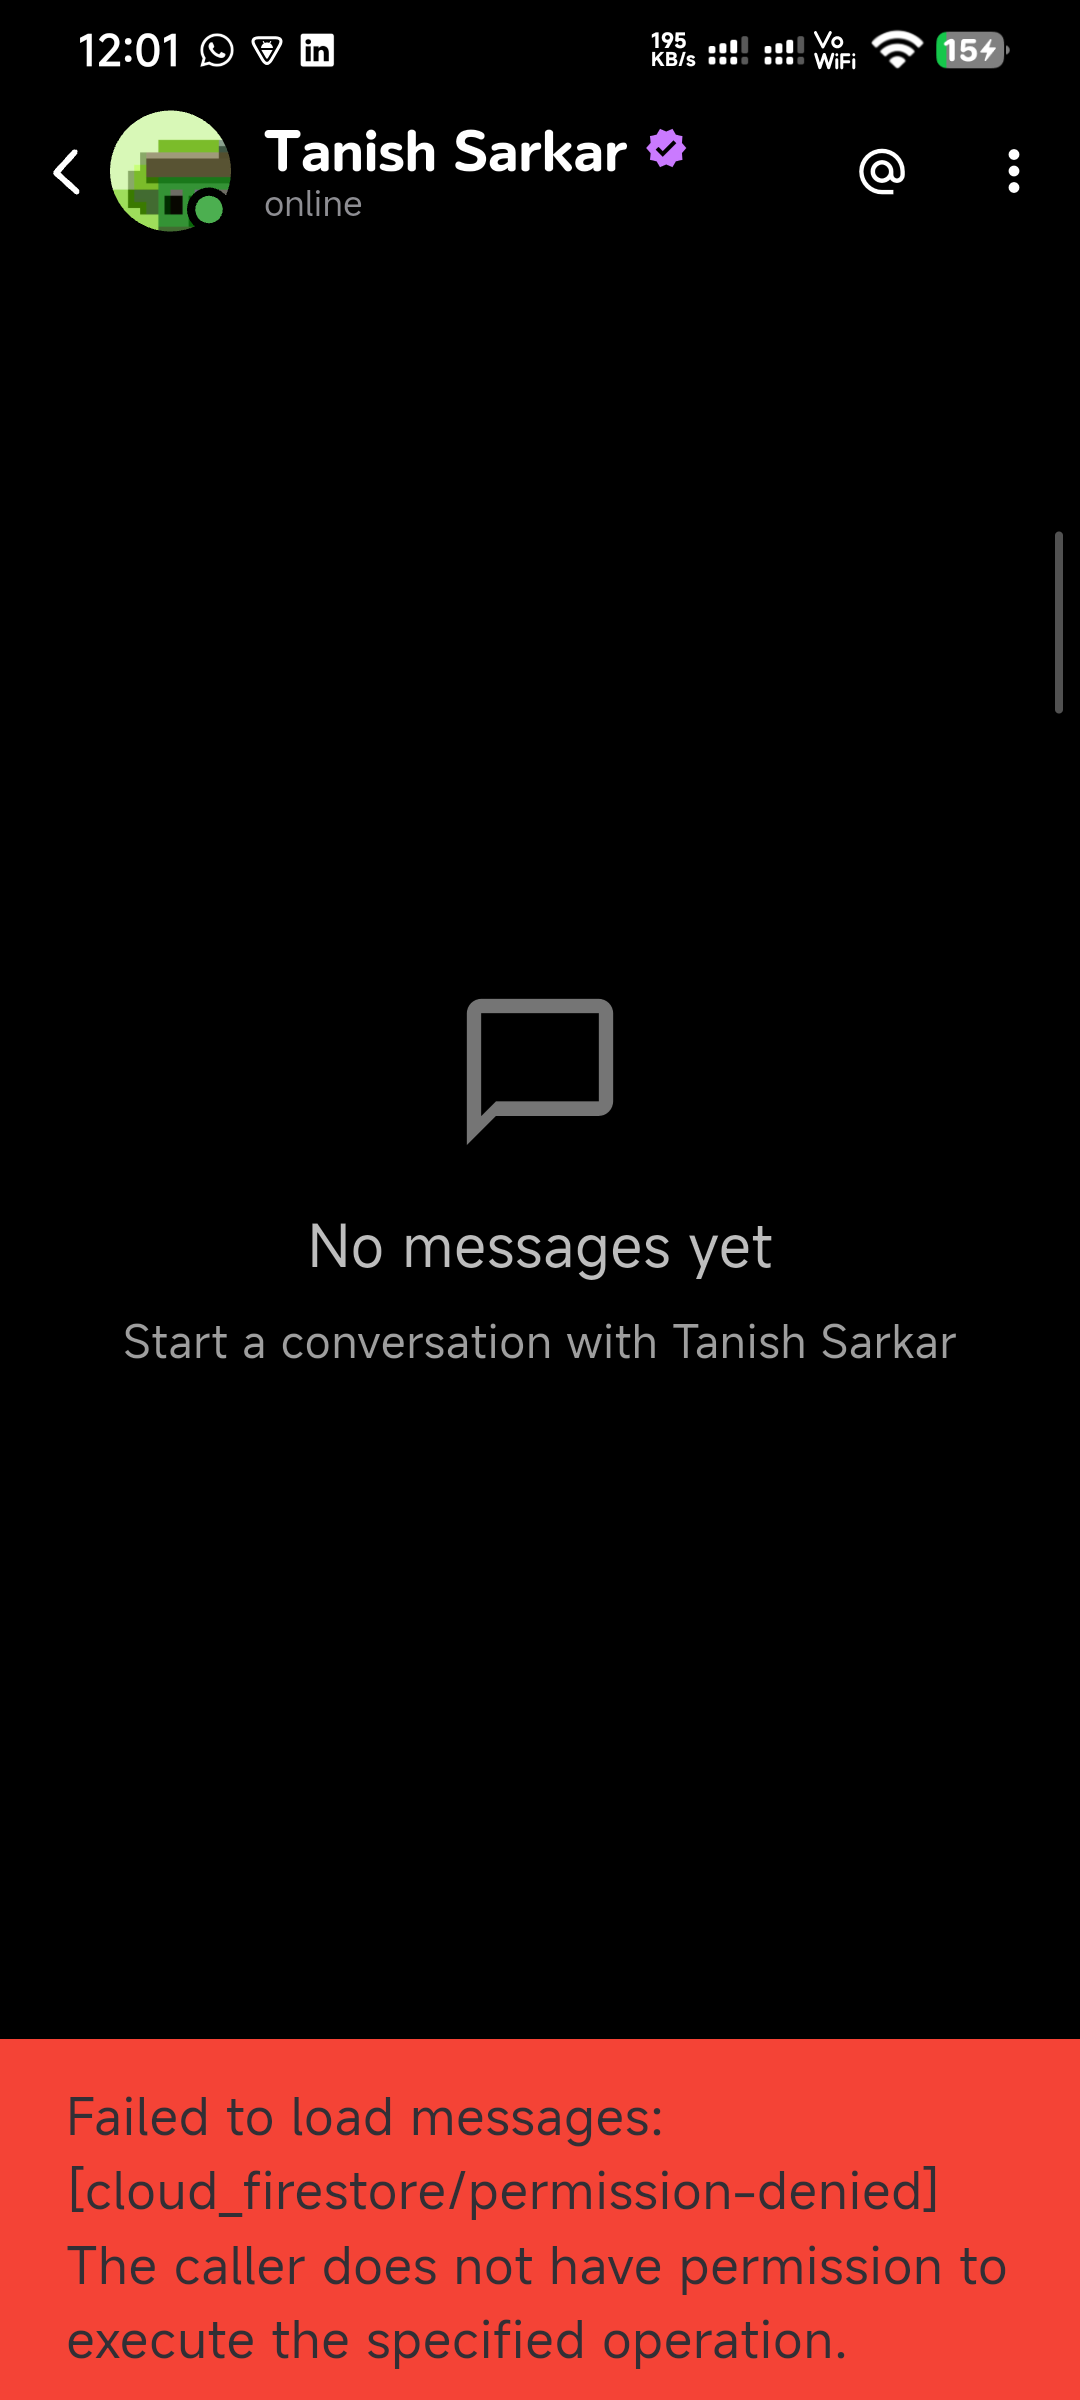 12:01
195
KB/s
Vo
WiFi
15
Tanish Sarkar
online
No messages yet
Start a conversation with Tanish Sarkar
Failed to load messages:
[cloud_firestore/permission-denied]
The caller does not have permission to
execute the specified operation.